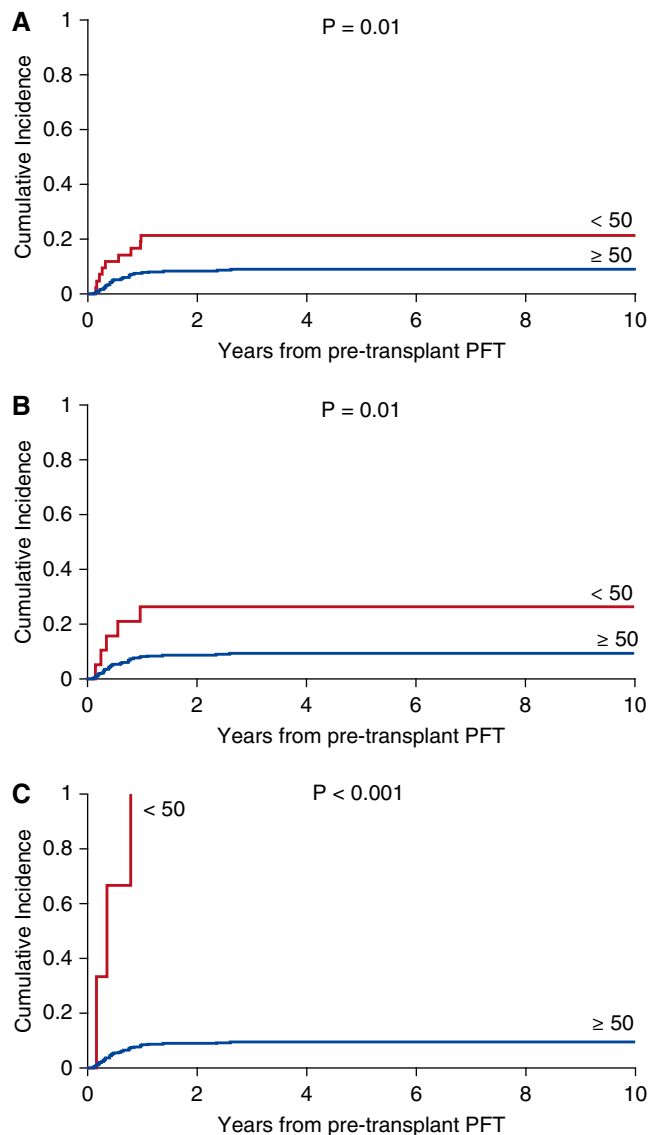 A
P = 0.01
Cumulative Incidence
1
0.8
0.6
0.4
0.2
0
< 50
≥ 50
0 2 4 6 8 10
Years from pre-transplant PFT
B
P = 0.01
Cumulative Incidence
1
0.8
0.6
0.4
0.2
0
< 50
≥ 50
0 2 4 6 8 10
Years from pre-transplant PFT
C
P < 0.001
Cumulative Incidence
1
0.8
0.6
0.4
0.2
0
< 50
≥ 50
0 2 4 6 8 10
Years from pre-transplant PFT